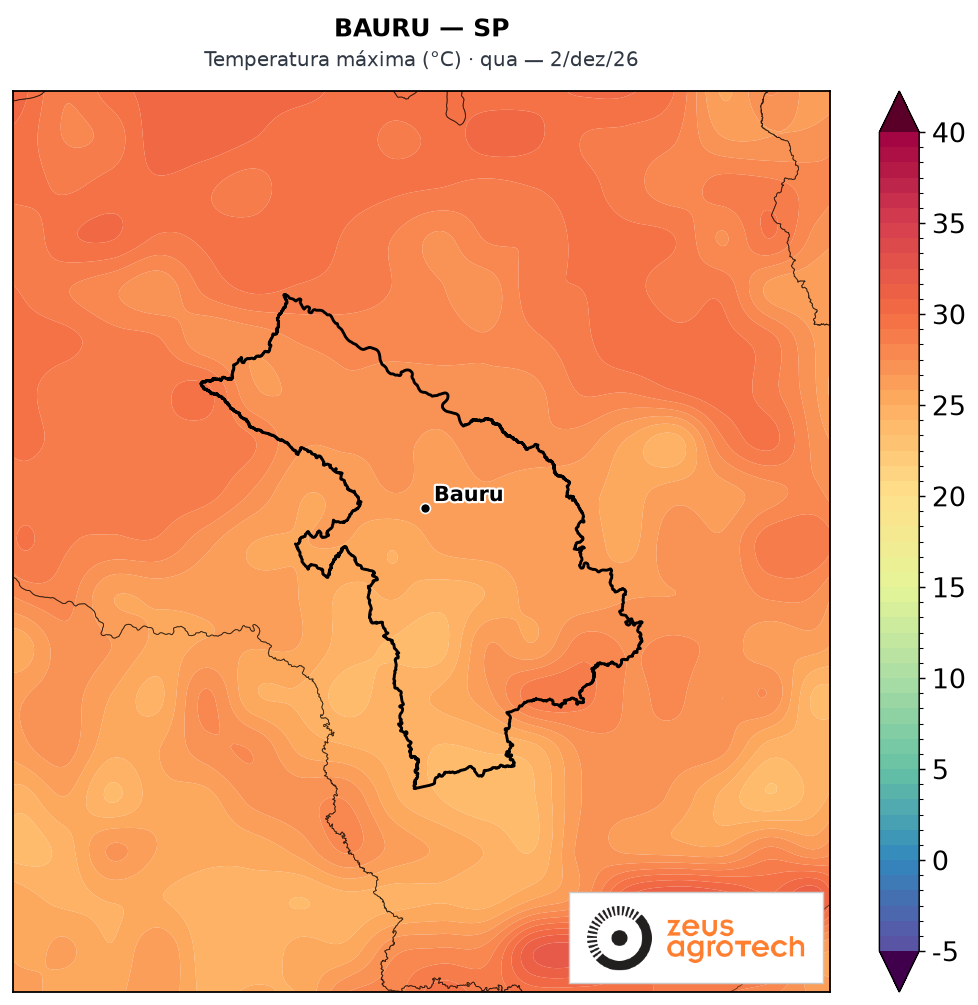 BAURU — SP
Temperatura máxima (°C) · qua — 2/dez/26
40
35
30
25
20
15
10
5
0
-5
Bauru
zeus
agrotech